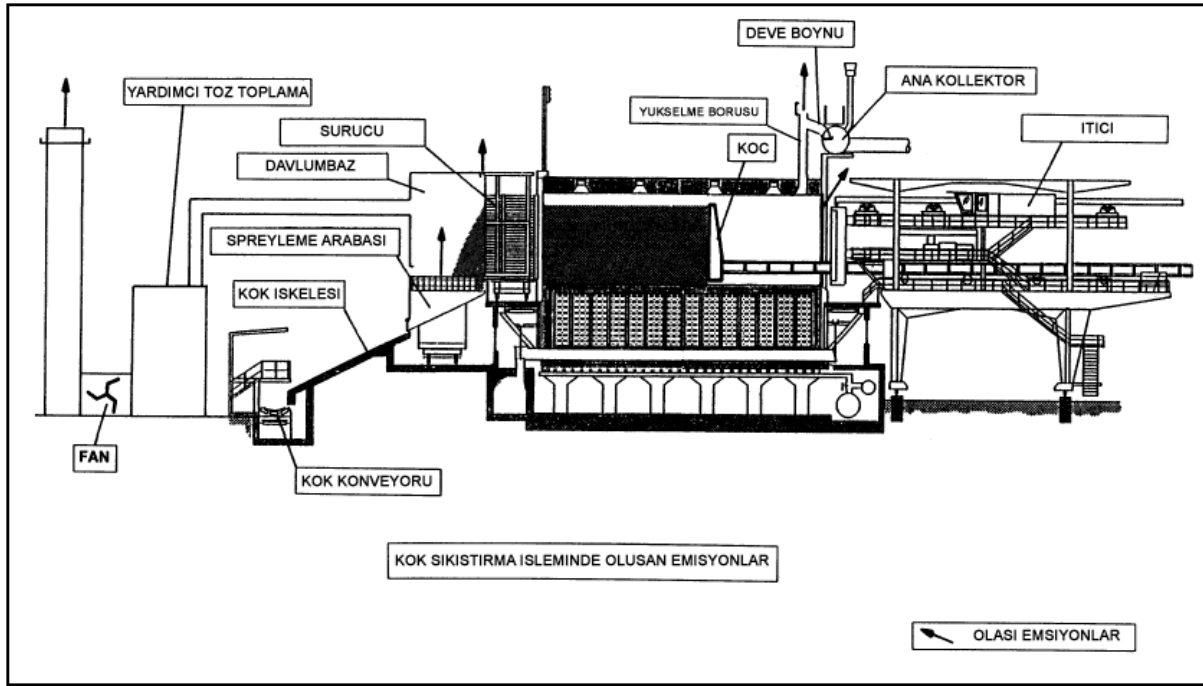 DEVE BOYNU
YARDIMCI TOZ TOPLAMA
ANA KOLLEKTOR
YUKSELME BORUSU
SURUCU
ITICI
KOC
DAVLUMBAZ
SPREYLEME ARABASI
KOK ISKELESI
FAN
KOK KONVEYORU
KOK SIKISTIRMA ISLEMINDE OLUSAN EMISYONLAR
OLASI EMSIYONLAR